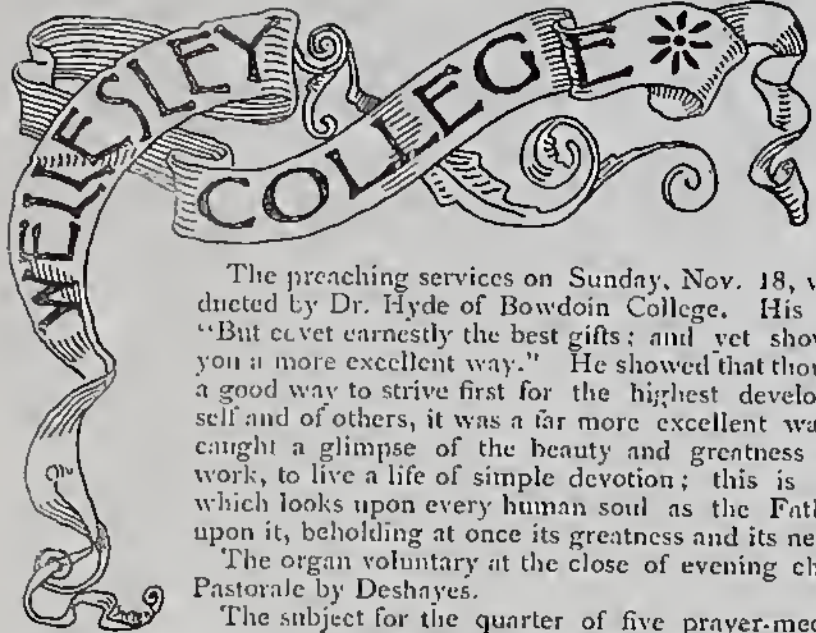 WELLESLEY
COLLEGE
The preaching services on Sunday, Nov. 18, w
ducted by Dr. Hyde of Bowdoin College. His
"But covet earnestly the best gifts; and yet show
you a more excellent way." He showed that thou
a good way to strive first for the highest develo
self and of others, it was a far more excellent wa
caught a glimpse of the beauty and greatness
work, to live a life of simple devotion; this is
which looks upon every human soul as the Fath
upon it, beholding at once its greatness and its ne
The organ voluntary at the close of evening ch
Pastorale by Deshayes.
The subject for the quarter of five prayer-mee